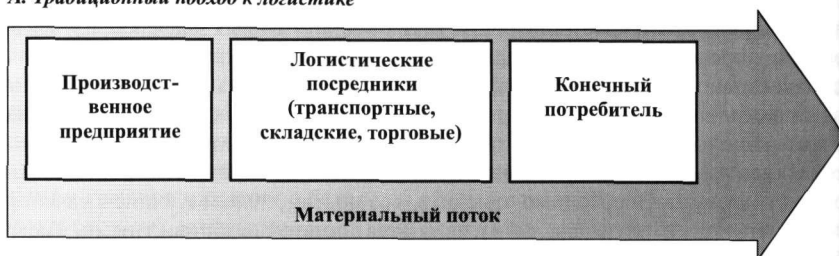 А. Традиционный подход к логистике
Производст-
венное
предприятие
Логистические
посредники
(транспортные,
складские, торговые)
Конечный
потребитель
Материальный поток